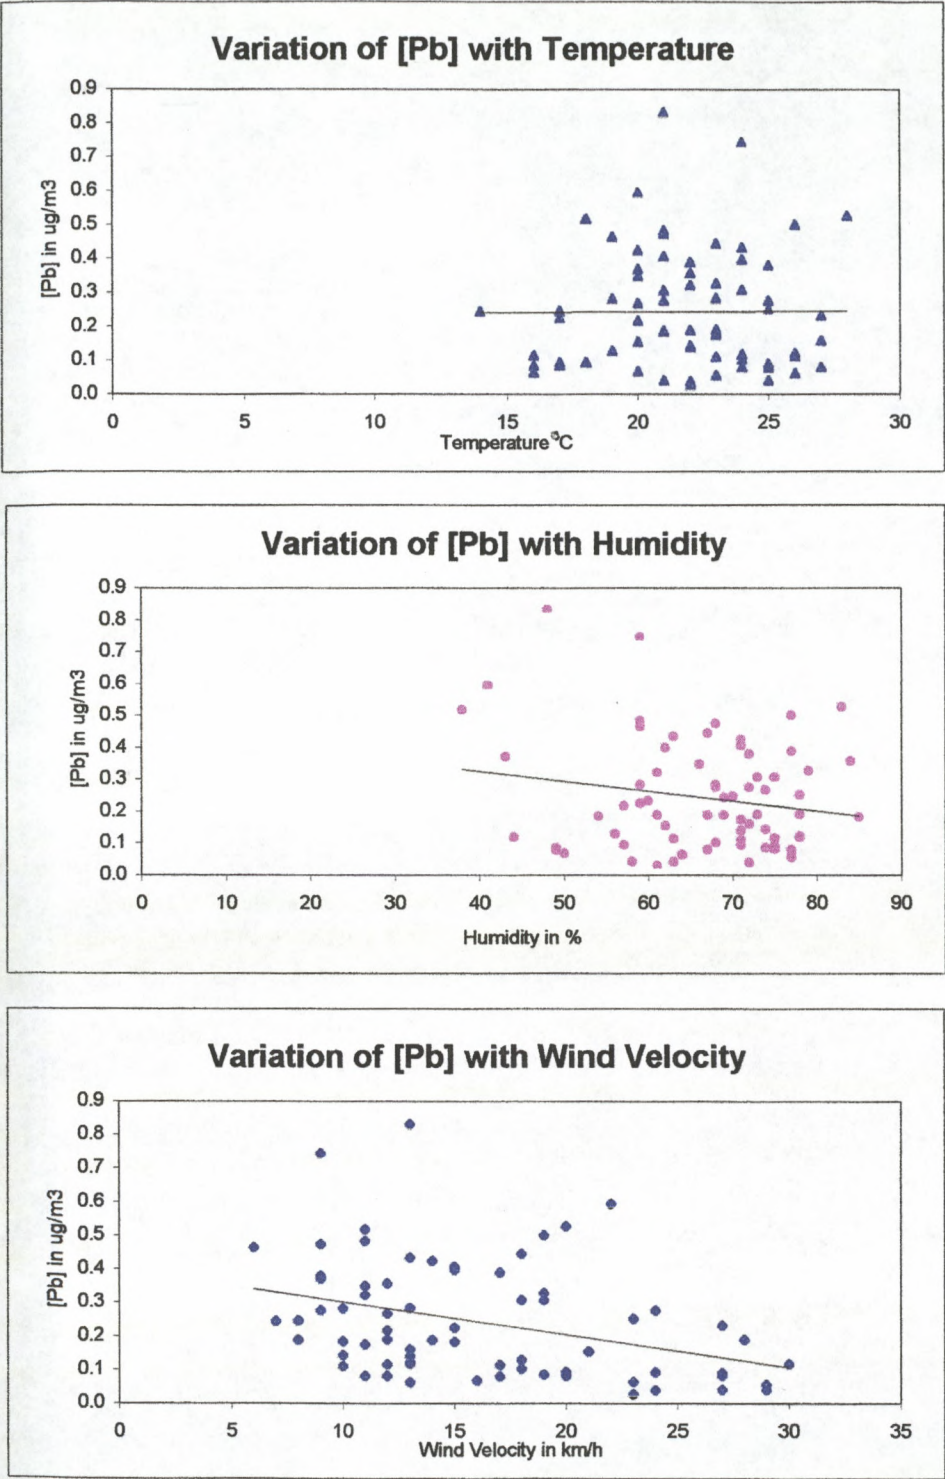 Variation of [Pb] with Temperature
[Pb] in ug/m3
0.9
0.8
0.7
0.6
0.5
0.4
0.3
0.2
0.1
0.0
0 5 10 15 20 25 30
Temperature °C
Variation of [Pb] with Humidity
[Pb] in ug/m3
0.9
0.8
0.7
0.6
0.5
0.4
0.3
0.2
0.1
0.0
0 10 20 30 40 50 60 70 80 90
Humidity in %
Variation of [Pb] with Wind Velocity
[Pb] in ug/m3
0.9
0.8
0.7
0.6
0.5
0.4
0.3
0.2
0.1
0.0
0 5 10 15 20 25 30 35
Wind Velocity in km/h